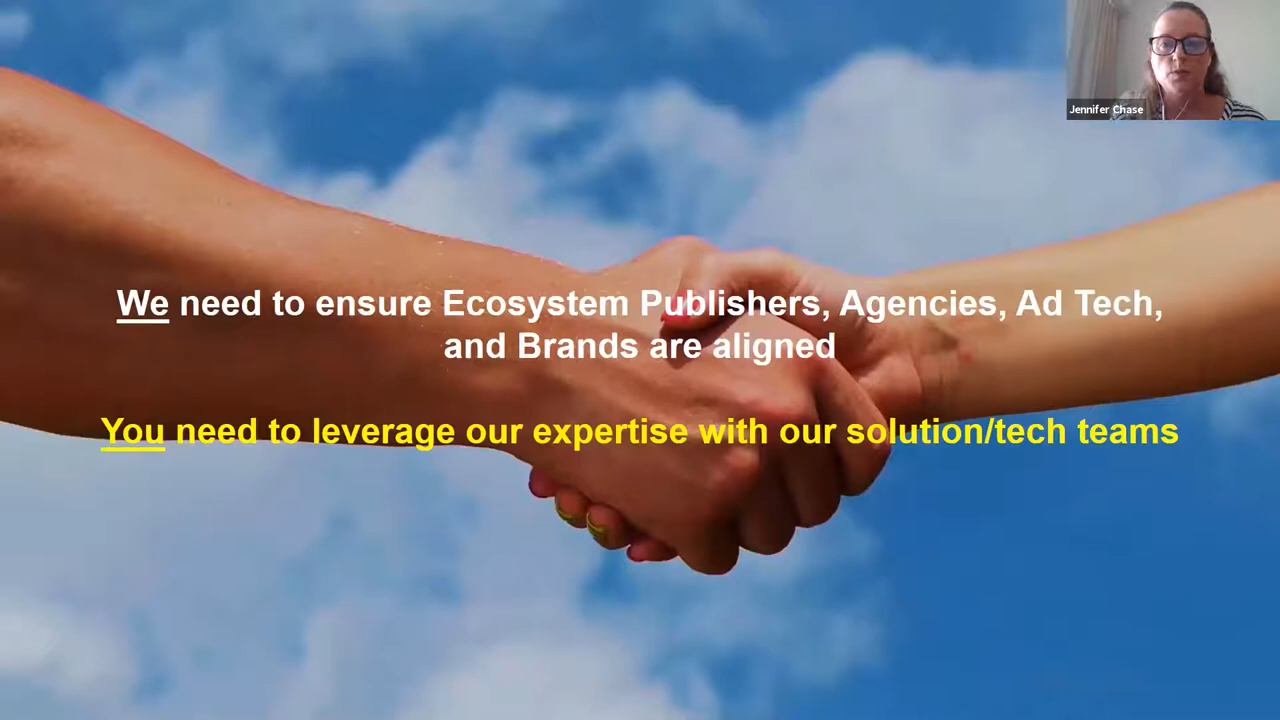 Jennifer Chase
We need to ensure Ecosystem Publishers, Agencies, Ad Tech,
and Brands are aligned
You need to leverage our expertise with our solution/tech teams